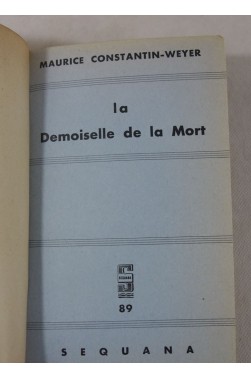 MAURICE CONSTANTIN-WEYER
la
Demoiselle de la Mort
89
SEQUANA